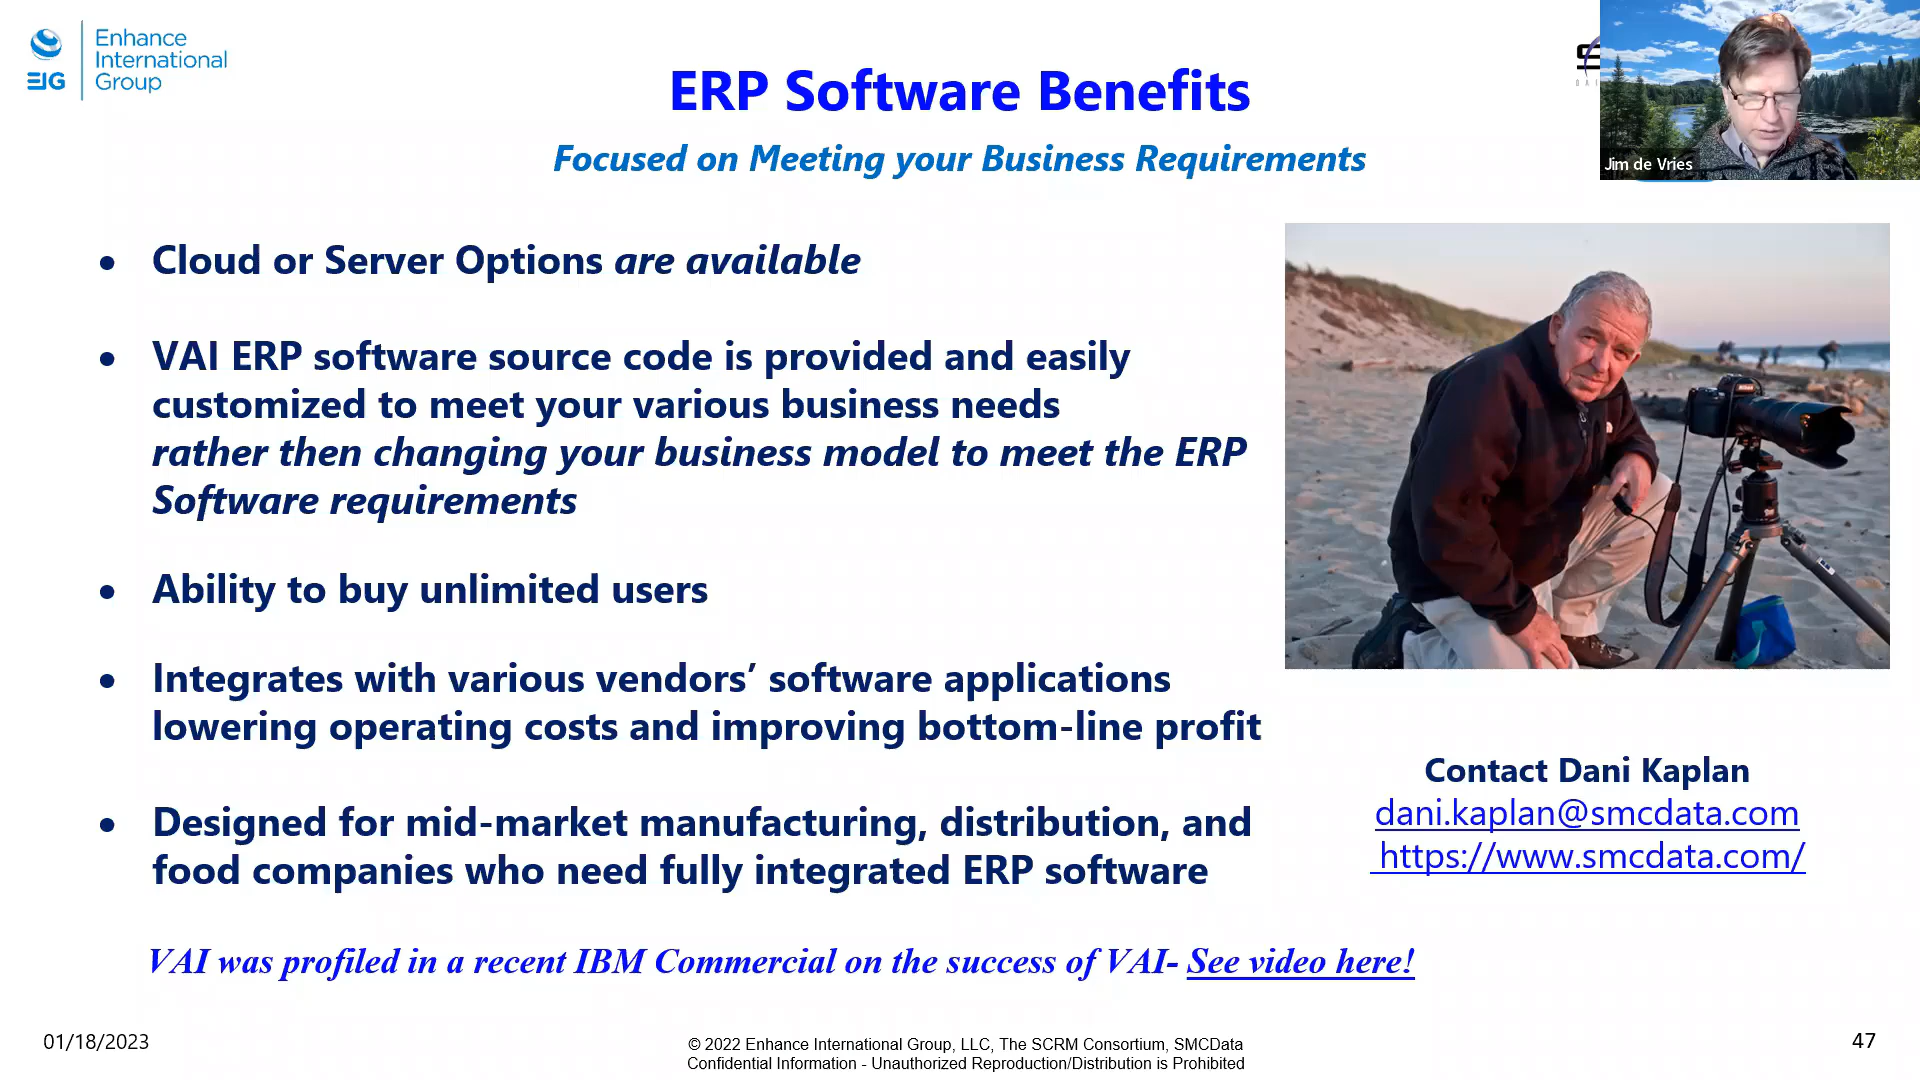 Enhance
International
Group
EIG
ERP Software Benefits
Focused on Meeting your Business Requirements
Jim de Vries
• Cloud or Server Options are available
• VAI ERP software source code is provided and easily
customized to meet your various business needs
rather then changing your business model to meet the ERP
Software requirements
• Ability to buy unlimited users
• Integrates with various vendors’ software applications
lowering operating costs and improving bottom-line profit
• Designed for mid-market manufacturing, distribution, and
food companies who need fully integrated ERP software
Contact Dani Kaplan
dani.kaplan@smcdata.com
https://www.smcdata.com/
VAI was profiled in a recent IBM Commercial on the success of VAI- See video here!
01/18/2023
© 2022 Enhance International Group, LLC, The SCRM Consortium, SMCData
Confidential Information - Unauthorized Reproduction/Distribution is Prohibited
47